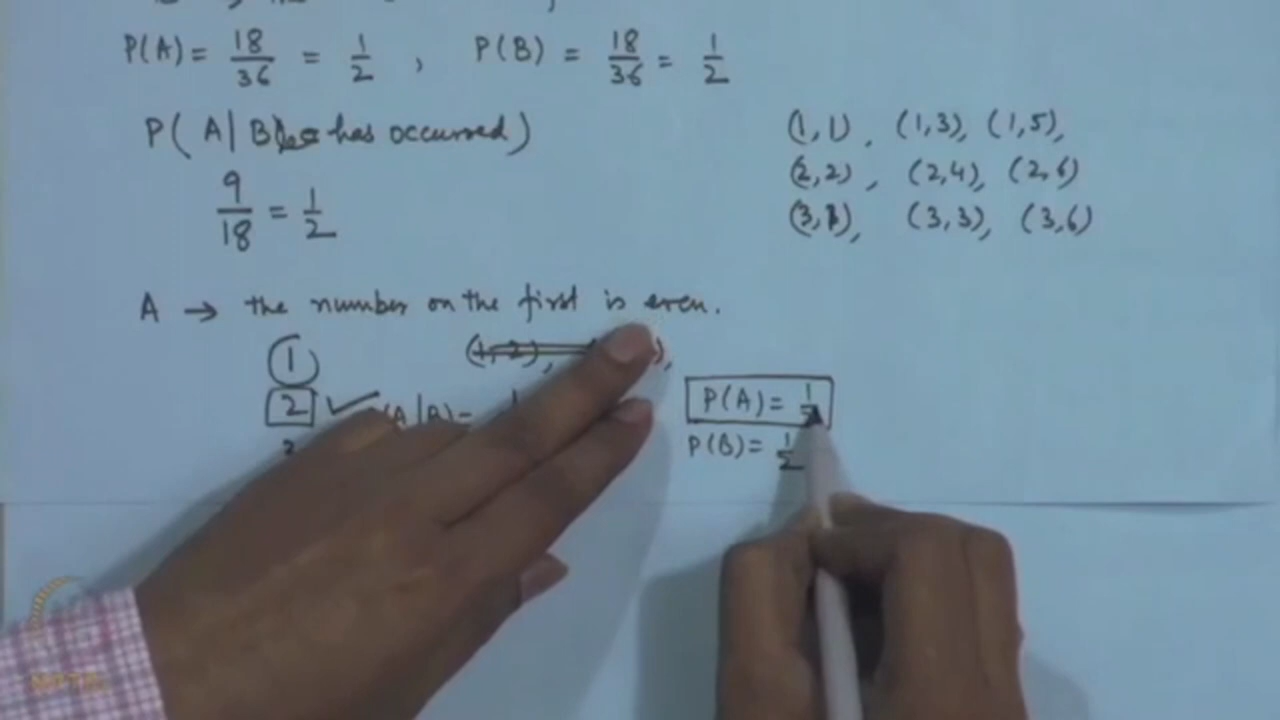 P(A) = 18/36 = 1/2 , P(B) = 18/36 = 1/2
P( A | B has occurred)
9/18 = 1/2
(1,1) , (1,3), (1,5),
(2,2) , (2,4), (2,6)
(3,1), (3,3), (3,6)
A → the number on the first is even.
1
2 ✓ (A|B) =
P(A) = 1/2
P(B) = 1/2